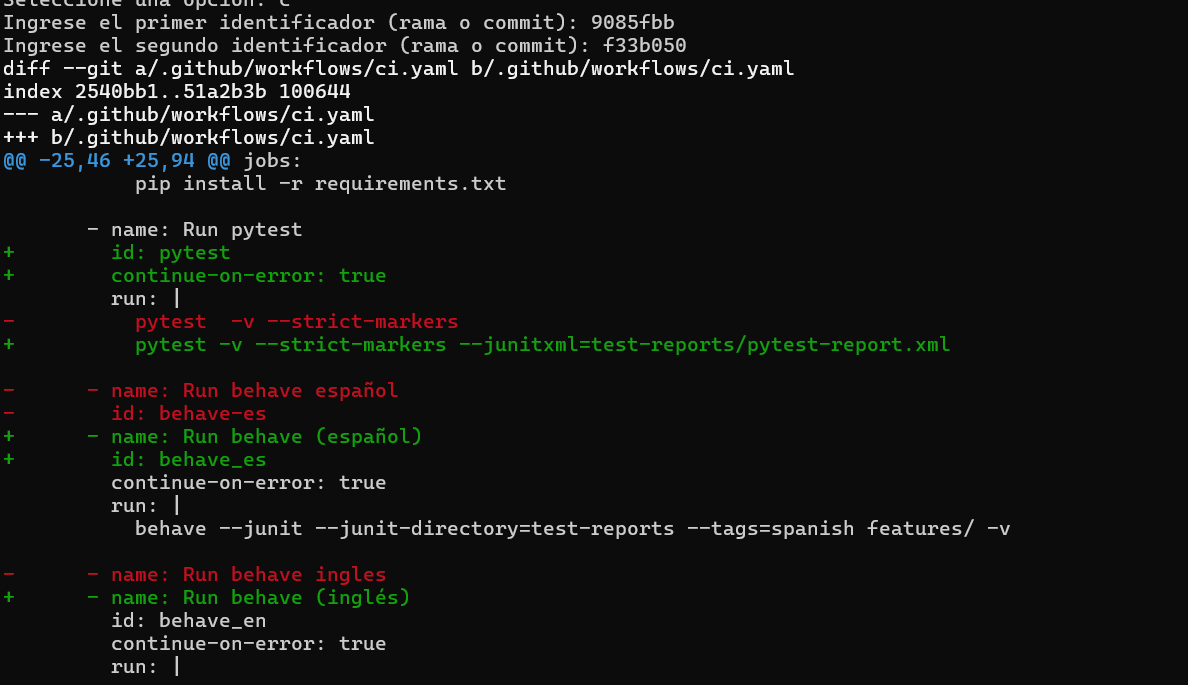 Seleccione una opción: c
Ingrese el primer identificador (rama o commit): 9085fbb
Ingrese el segundo identificador (rama o commit): f33b050
diff --git a/.github/workflows/ci.yaml b/.github/workflows/ci.yaml
index 2540bb1..51a2b3b 100644
--- a/.github/workflows/ci.yaml
+++ b/.github/workflows/ci.yaml
@@ -25,46 +25,94 @@ jobs:
           pip install -r requirements.txt
       - name: Run pytest
+        id: pytest
+        continue-on-error: true
         run: |
-          pytest  -v --strict-markers
+          pytest -v --strict-markers --junitxml=test-reports/pytest-report.xml
-      - name: Run behave español
-        id: behave-es
+      - name: Run behave (español)
+        id: behave_es
         continue-on-error: true
         run: |
           behave --junit --junit-directory=test-reports --tags=spanish features/ -v
-      - name: Run behave ingles
+      - name: Run behave (inglés)
         id: behave_en
         continue-on-error: true
         run: |